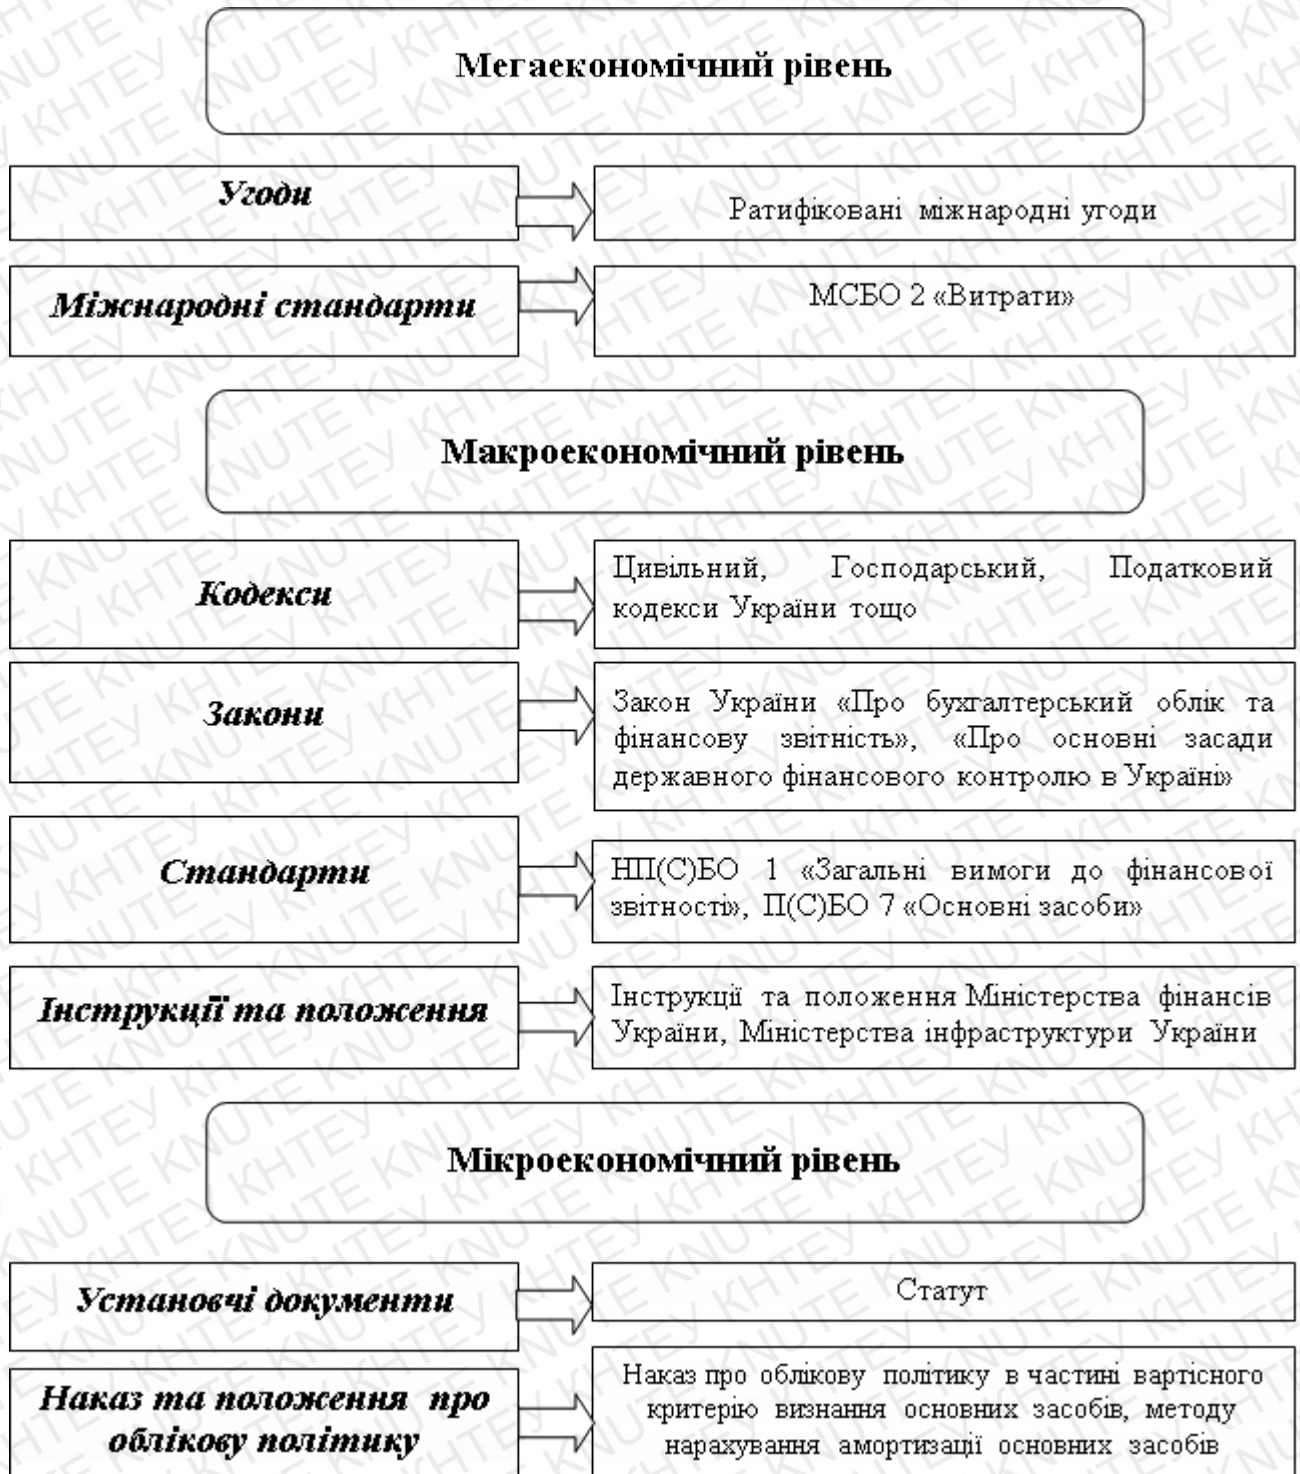 Мегаекономічний рівень
Угоди
Ратифіковані міжнародні угоди
Міжнародні стандарти
МСБО 2 «Витрати»
Макроекономічний рівень
Кодекси
Цивільний, Господарський, Податковий
кодекси України тощо
Закони
Закон України «Про бухгалтерський облік та
фінансову звітність», «Про основні засади
державного фінансового контролю в Україні»
Стандарти
НП(С)БО 1 «Загальні вимоги до фінансової
звітності», П(С)БО 7 «Основні засоби»
Інструкції та положення
Інструкції та положення Міністерства фінансів
України, Міністерства інфраструктури України
Мікроекономічний рівень
Установчі документи
Статут
Наказ та положення про
облікову політику
Наказ про облікову політику в частині вартісного
критерію визнання основних засобів, методу
нарахування амортизації основних засобів